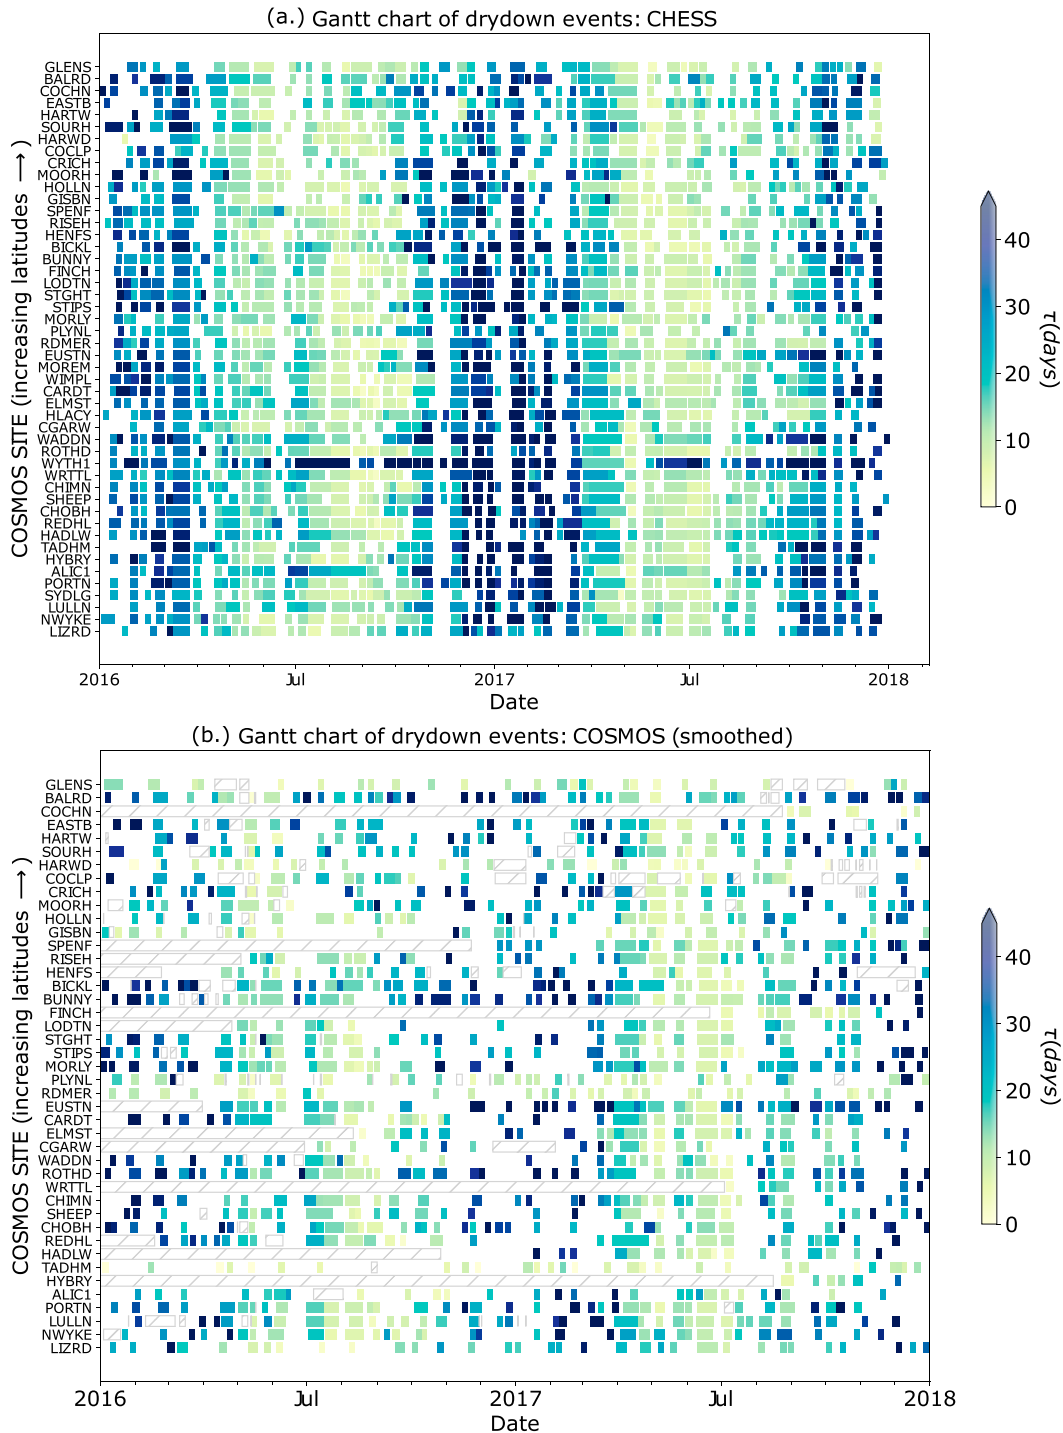 (a.) Gantt chart of drydown events: CHESS
GLENS
BALRD
COCHN
EASTB
HARTW
SOURH
HARWD
COCLP
CRICH
MOORH
HOLLN
GISBN
SPENF
RISEH
HENFS
BICKL
BUNNY
FINCH
LODTN
STGHT
STIPS
MORLY
PLYNL
RDMER
EUSTN
MOREM
WIMPL
CARDT
ELMST
HLACY
CGARW
WADDN
ROTHD
WYTH1
WRTTL
CHIMN
SHEEP
CHOBH
REDHL
HADLW
TADHM
HYBRY
ALIC1
PORTN
SYDLG
LULLN
NWYKE
LIZRD
COSMOS SITE (increasing latitudes ⟶)
2016 Jul 2017 Jul 2018
Date
40
30
20
10
0
τ(days)
(b.) Gantt chart of drydown events: COSMOS (smoothed)
GLENS
BALRD
COCHN
EASTB
HARTW
SOURH
HARWD
COCLP
CRICH
MOORH
HOLLN
GISBN
SPENF
RISEH
HENFS
BICKL
BUNNY
FINCH
LODTN
STGHT
STIPS
MORLY
PLYNL
RDMER
EUSTN
CARDT
ELMST
CGARW
WADDN
ROTHD
WRTTL
CHIMN
SHEEP
CHOBH
REDHL
HADLW
TADHM
HYBRY
ALIC1
PORTN
LULLN
NWYKE
LIZRD
COSMOS SITE (increasing latitudes ⟶)
2016 Jul 2017 Jul 2018
Date
40
30
20
10
0
τ(days)